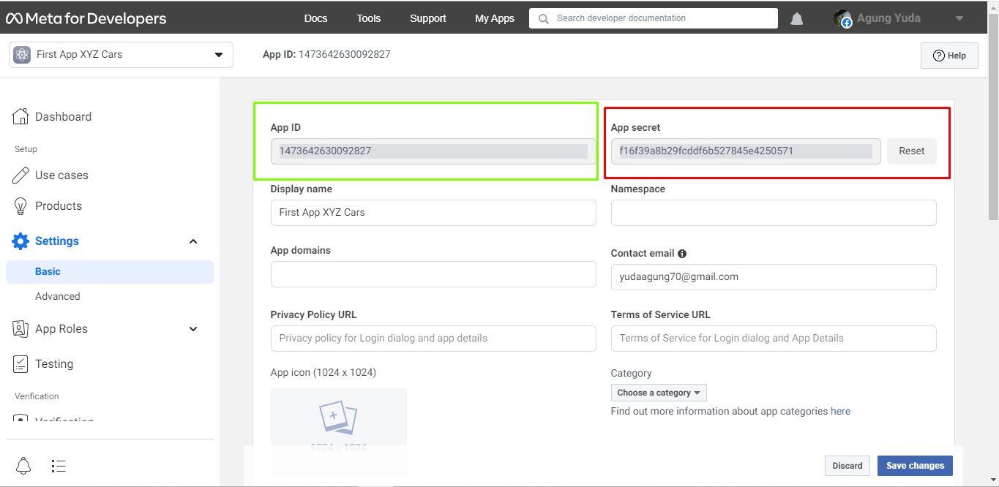 Meta for Developers
Docs
Tools
Support
My Apps
Search developer documentation
Agung Yuda
First App XYZ Cars
App ID: 1473642630092827
Help
Dashboard
Setup
Use cases
Products
Settings
Basic
Advanced
App Roles
Testing
Verification
Verification
App ID
1473642630092827
App secret
f16f39a8b29fcddf6b527845e4250571
Reset
Display name
First App XYZ Cars
Namespace
App domains
Contact email
yudaagung70@gmail.com
Privacy Policy URL
Privacy policy for Login dialog and app details
Terms of Service URL
Terms of Service for Login dialog and App Details
App icon (1024 x 1024)
1024 x 1024
Category
Choose a category
Find out more information about app categories here
Discard
Save changes